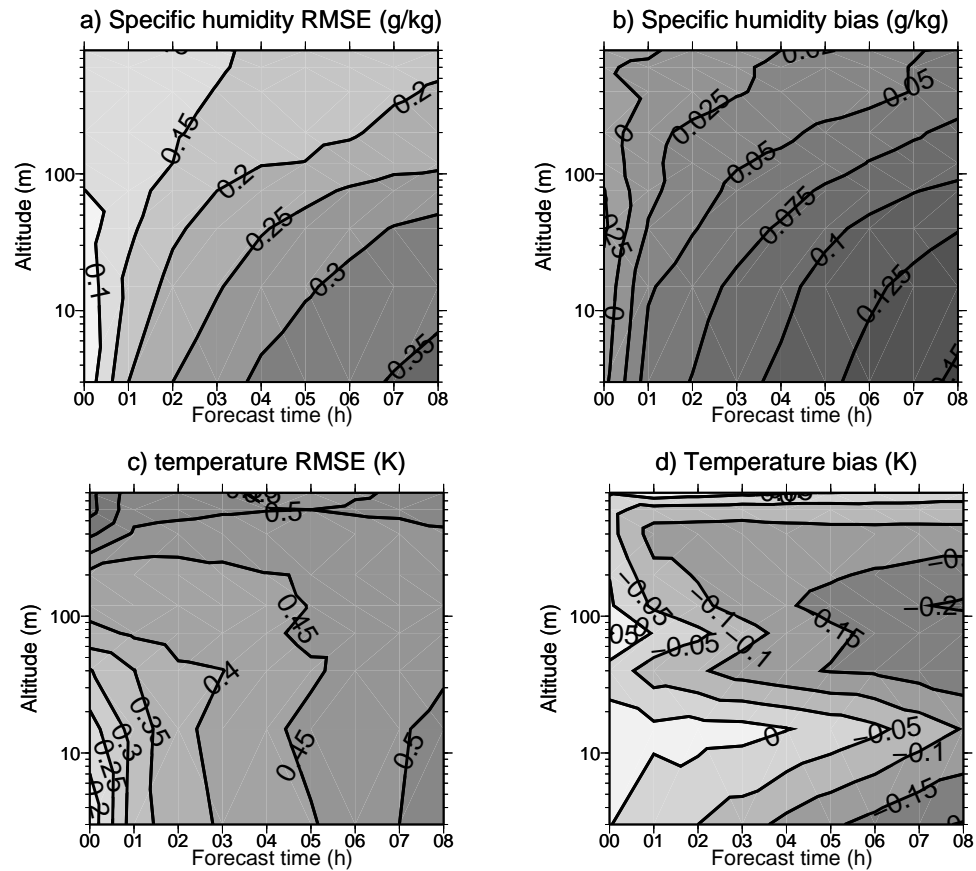 a) Specific humidity RMSE (g/kg)
0.15
0.2
0.2
0.25
0.3
0.35
0.1
100
10
Altitude (m)
00 01 02 03 04 05 06 07 08
Forecast time (h)
b) Specific humidity bias (g/kg)
0
0.025
0.05
0.05
0.075
0.1
0.125
0
100
10
Altitude (m)
00 01 02 03 04 05 06 07 08
Forecast time (h)
c) temperature RMSE (K)
0.5
0.45
0.4
0.35
0.3
0.25
0.45
0.5
100
10
Altitude (m)
00 01 02 03 04 05 06 07 08
Forecast time (h)
d) Temperature bias (K)
−0.05
−0.1
−0.15
−0.2
−0.05
−0.1
0
−0.05
−0.1
−0.15
100
10
Altitude (m)
00 01 02 03 04 05 06 07 08
Forecast time (h)